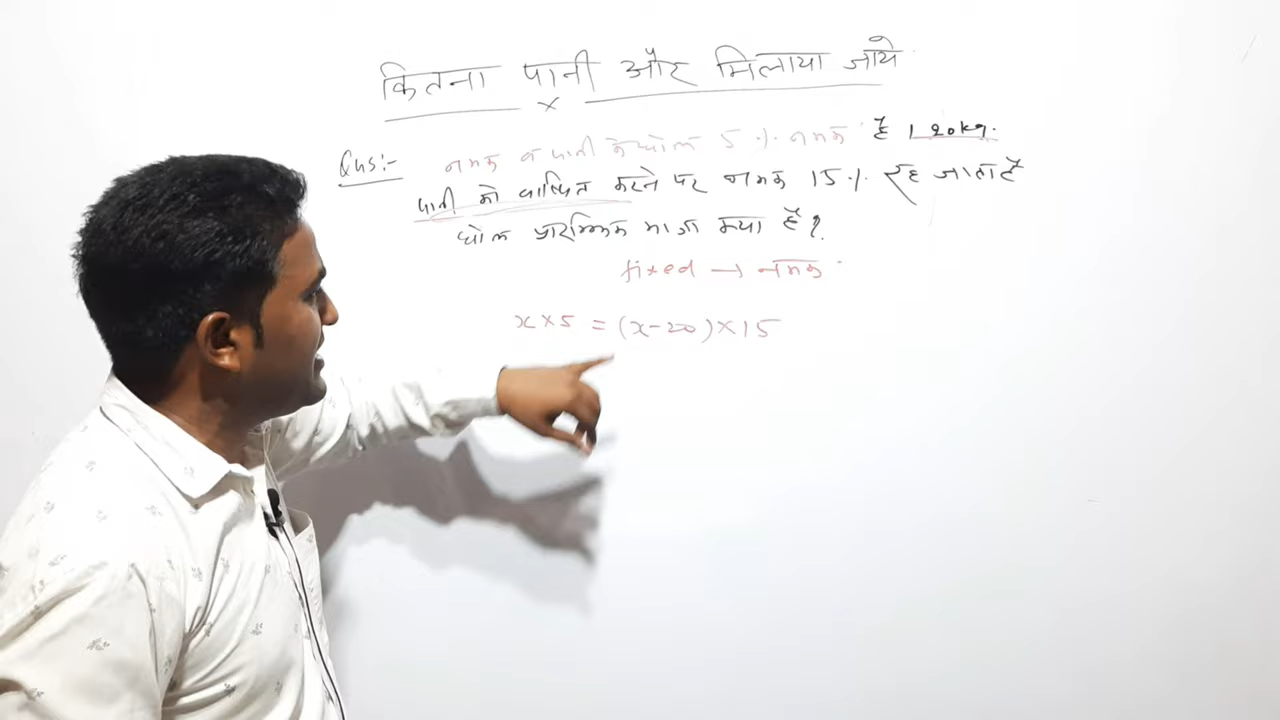 कितना पानी और मिलाया जाये
×
Qus:- नमक व पानी के घोल 5 %. नमक है । 20kg.
पानी को वाष्पित करने पर नमक 15 %. रह जाता है
घोल प्रारम्भिक मात्रा क्या है ?
fixed → नमक
x × 5 = (x - 20) × 15